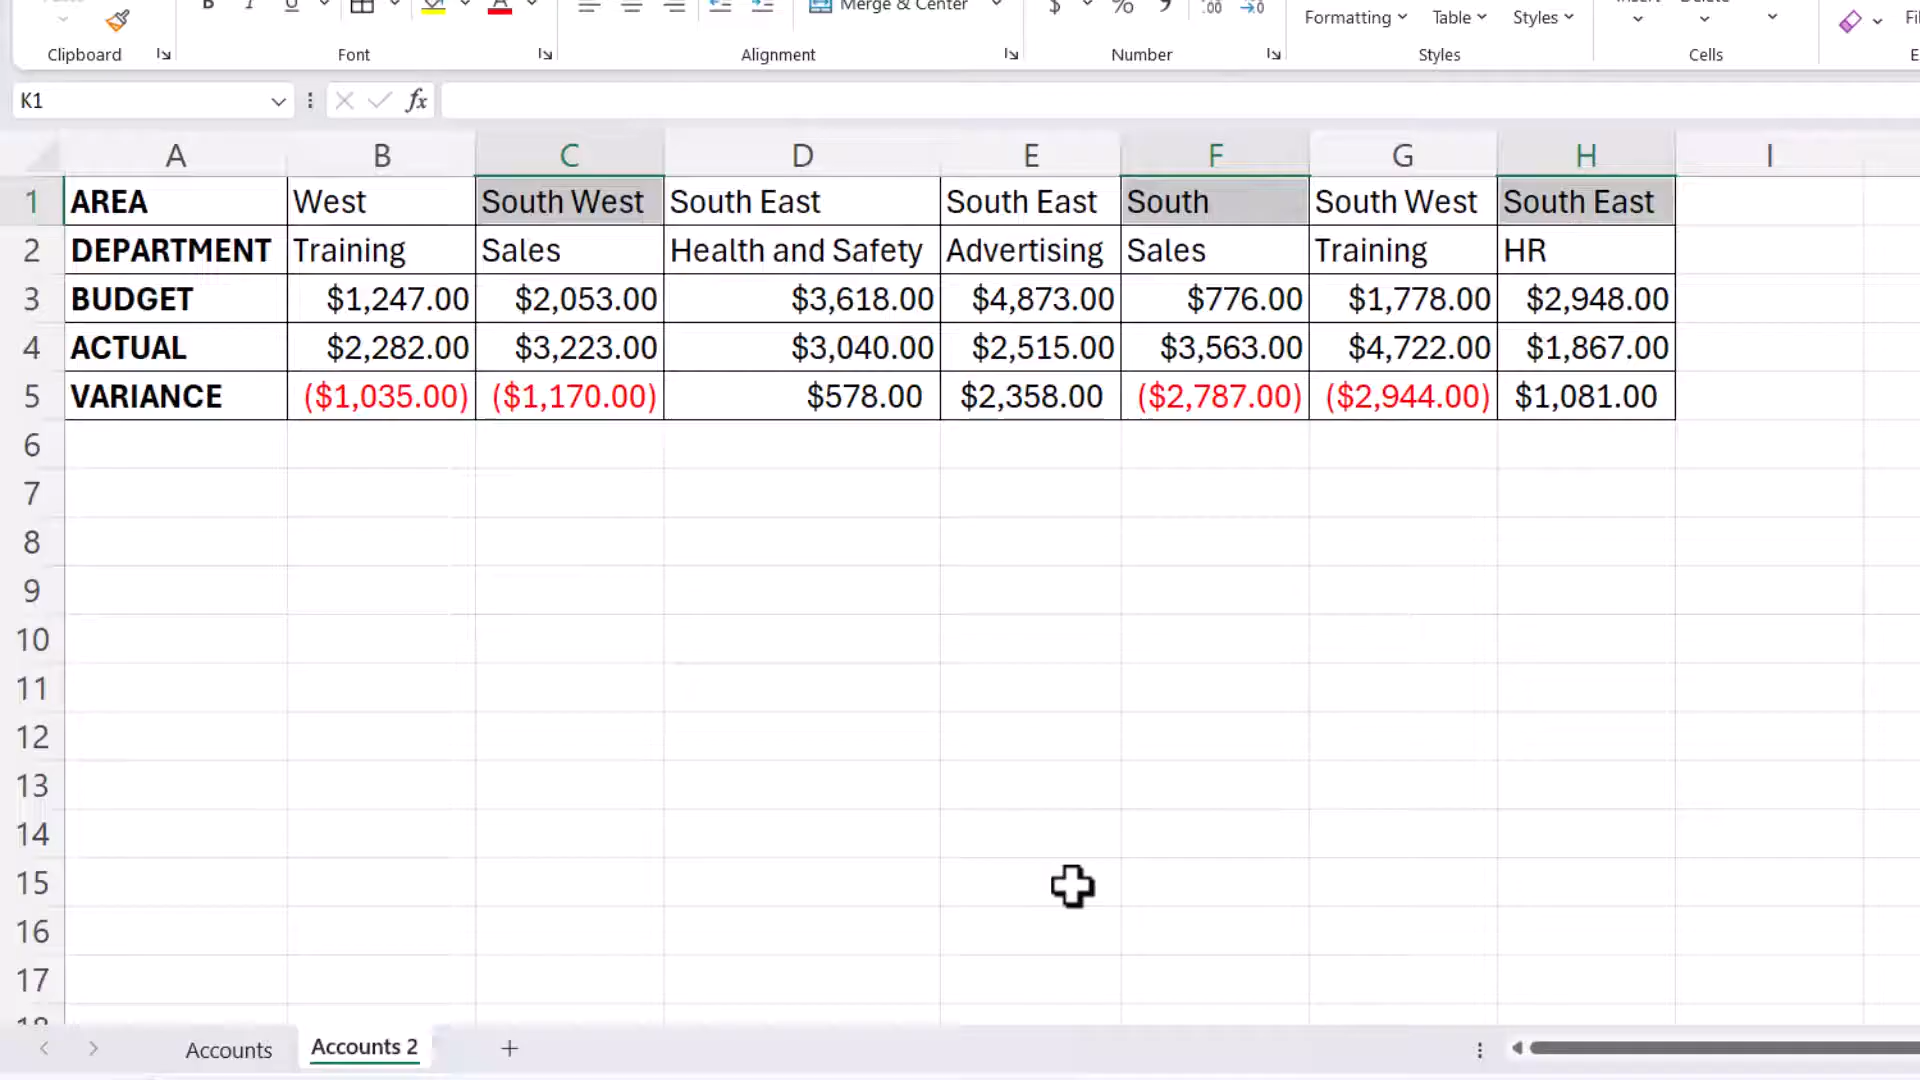 B I U Merge & Center $ % 9 .00 →0
Formatting Table Styles
Clipboard Font Alignment Number Styles Cells
K1 fx
A B C D E F G H I
1 AREA West South West South East South East South South West South East
2 DEPARTMENT Training Sales Health and Safety Advertising Sales Training HR
3 BUDGET $1,247.00 $2,053.00 $3,618.00 $4,873.00 $776.00 $1,778.00 $2,948.00
4 ACTUAL $2,282.00 $3,223.00 $3,040.00 $2,515.00 $3,563.00 $4,722.00 $1,867.00
5 VARIANCE ($1,035.00) ($1,170.00) $578.00 $2,358.00 ($2,787.00) ($2,944.00) $1,081.00
6
7
8
9
10
11
12
13
14
15
16
17
18
Accounts Accounts 2 +